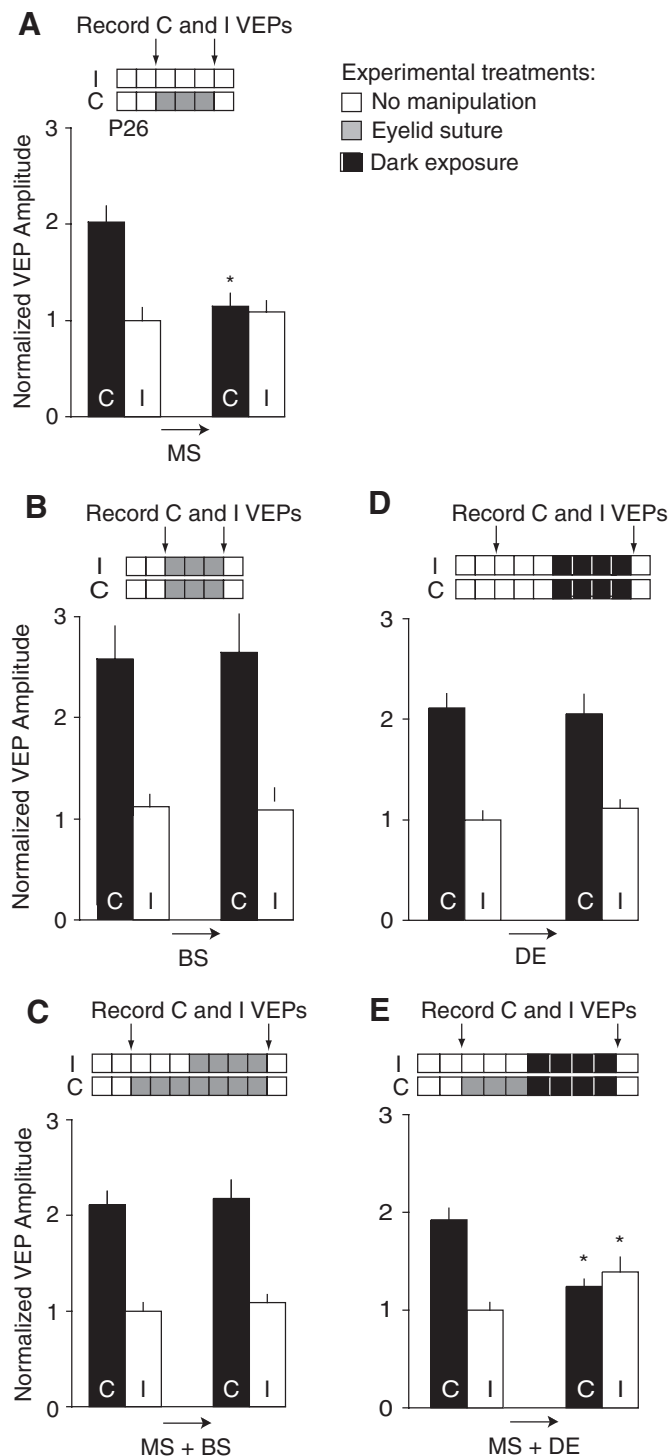 A
Record C and I VEPs
I
C
P26
Experimental treatments:
No manipulation
Eyelid suture
Dark exposure
Normalized VEP Amplitude
3
2
1
0
*
C I C I
MS
B
Record C and I VEPs
I
C
Normalized VEP Amplitude
3
2
1
0
C I C I
BS
D
Record C and I VEPs
I
C
3
2
1
0
C I C I
DE
C
Record C and I VEPs
I
C
Normalized VEP Amplitude
3
2
1
0
C I C I
MS + BS
E
Record C and I VEPs
I
C
3
2
1
0
* *
C I C I
MS + DE